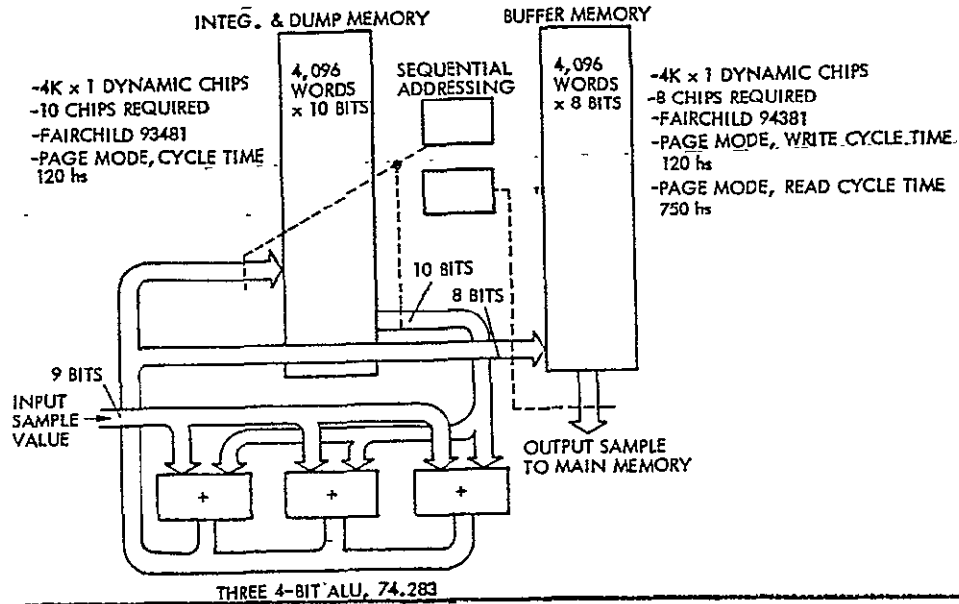 INTEG. & DUMP MEMORY
BUFFER MEMORY
-4K x 1 DYNAMIC CHIPS
-10 CHIPS REQUIRED
-FAIRCHILD 93481
-PAGE MODE, CYCLE TIME
120 hs
4,096
WORDS
x 10 BITS
SEQUENTIAL
ADDRESSING
4,096
WORDS
x 8 BITS
-4K x 1 DYNAMIC CHIPS
-8 CHIPS REQUIRED
-FAIRCHILD 94381
-PAGE MODE, WRITE CYCLE TIME
120 hs
-PAGE MODE, READ CYCLE TIME
750 hs
10 BITS
8 BITS
9 BITS
INPUT
SAMPLE
VALUE
OUTPUT SAMPLE
TO MAIN MEMORY
+
+
+
THREE 4-BIT ALU, 74.283